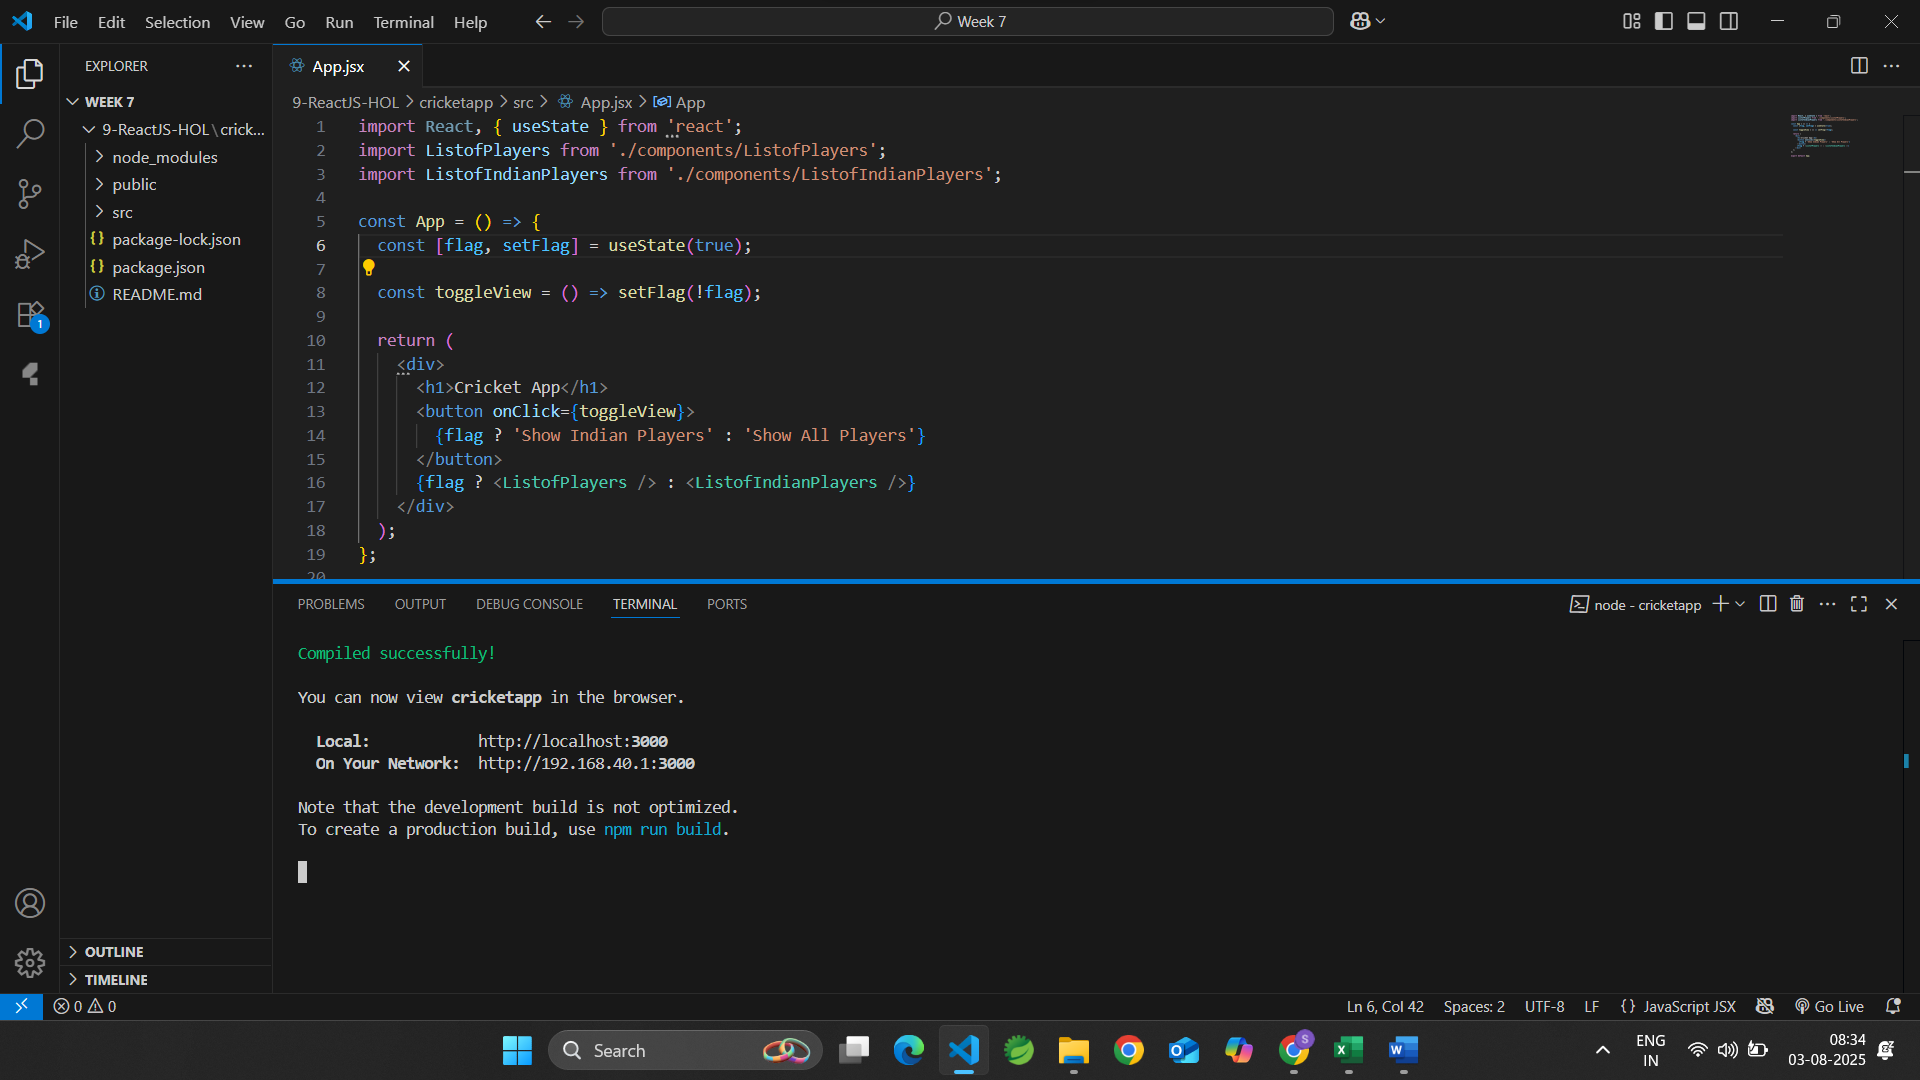 File Edit Selection View Go Run Terminal Help
Week 7
EXPLORER
WEEK 7
9-ReactJS-HOL\crick...
node_modules
public
src
package-lock.json
package.json
README.md
1
OUTLINE
TIMELINE
App.jsx
9-ReactJS-HOL > cricketapp > src > App.jsx > App
1 import React, { useState } from 'react';
2 import ListofPlayers from './components/ListofPlayers';
3 import ListofIndianPlayers from './components/ListofIndianPlayers';
4
5 const App = () => {
6 const [flag, setFlag] = useState(true);
7
8 const toggleView = () => setFlag(!flag);
9
10 return (
11 <div>
12 <h1>Cricket App</h1>
13 <button onClick={toggleView}>
14 {flag ? 'Show Indian Players' : 'Show All Players'}
15 </button>
16 {flag ? <ListofPlayers /> : <ListofIndianPlayers />}
17 </div>
18 );
19 };
20
PROBLEMS OUTPUT DEBUG CONSOLE TERMINAL PORTS
node - cricketapp
Compiled successfully!
You can now view cricketapp in the browser.
Local: http://localhost:3000
On Your Network: http://192.168.40.1:3000
Note that the development build is not optimized.
To create a production build, use npm run build.
0 0
Ln 6, Col 42 Spaces: 2 UTF-8 LF {} JavaScript JSX Go Live
Search
S
ENG
IN
08:34
03-08-2025